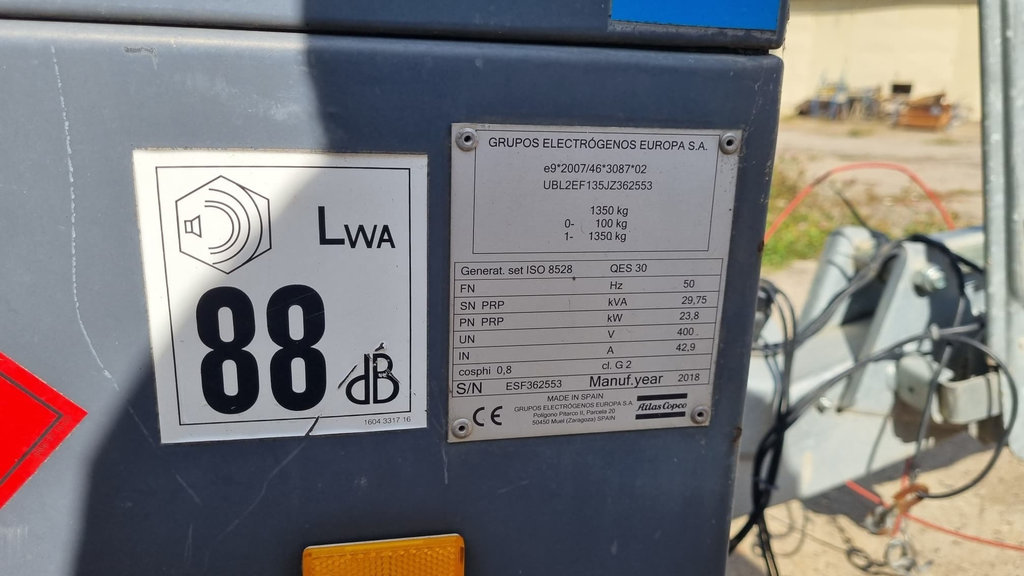 LWA
88
dB
1604 3317 16
GRUPOS ELECTRÓGENOS EUROPA S.A.
e9*2007/46*3087*02
UBL2EF135JZ362553
1350 kg
0- 100 kg
1- 1350 kg
Generat. set ISO 8528 QES 30
FN Hz 50
SN PRP kVA 29,75
PN PRP kW 23,8
UN V 400
IN A 42,9
cosphi 0,8 cl. G 2
S/N ESF362553 Manuf.year 2018
MADE IN SPAIN
GRUPOS ELECTRÓGENOS EUROPA S.A.
Polígono Pitarco II, Parcela 20
50450 Muel (Zaragoza) SPAIN
CE
Atlas Copco